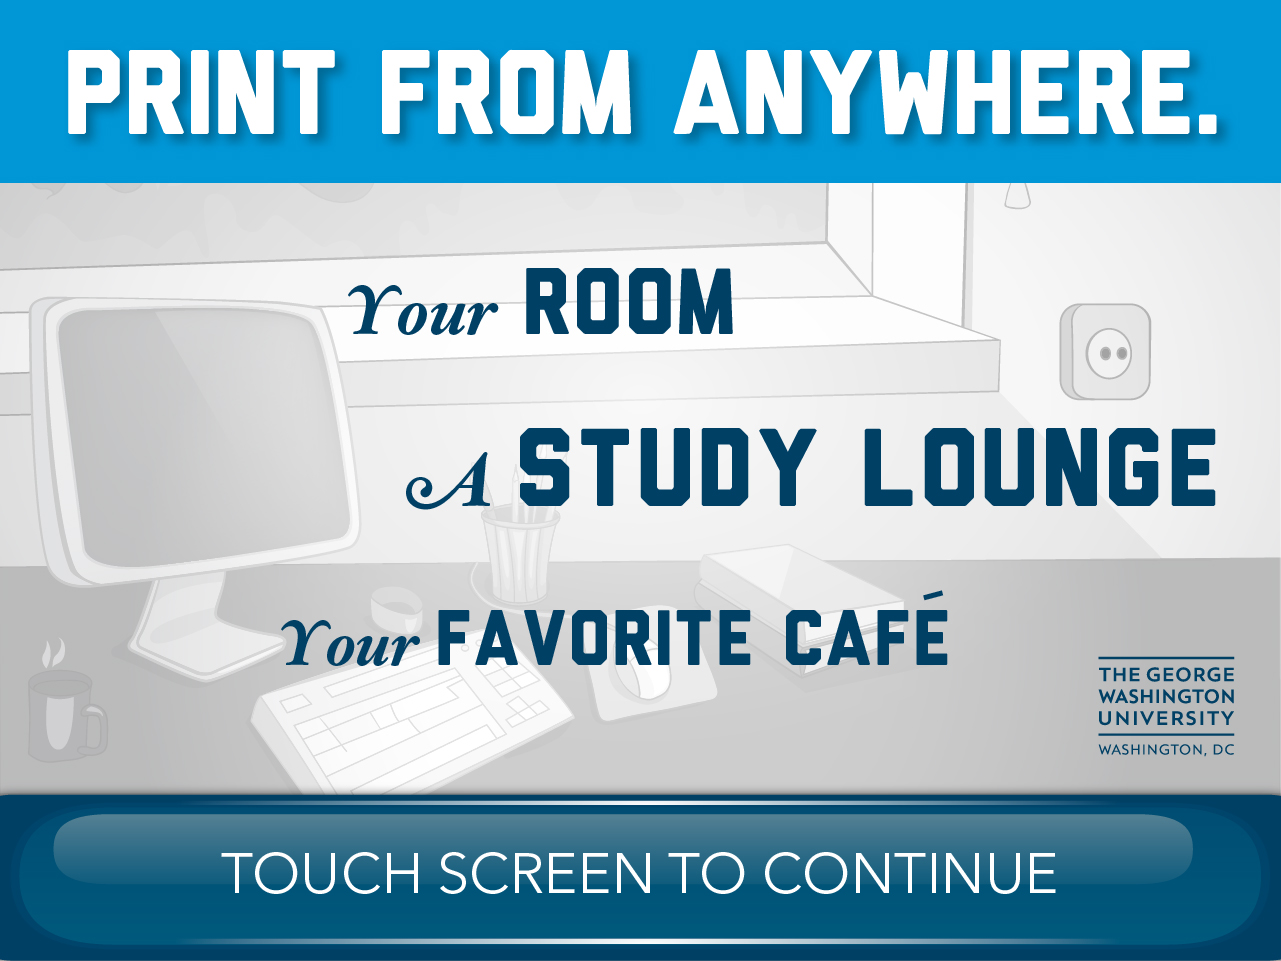 PRINT FROM ANYWHERE.
Your ROOM
A STUDY LOUNGE
Your FAVORITE CAFÉ
THE GEORGE
WASHINGTON
UNIVERSITY
WASHINGTON, DC
TOUCH SCREEN TO CONTINUE